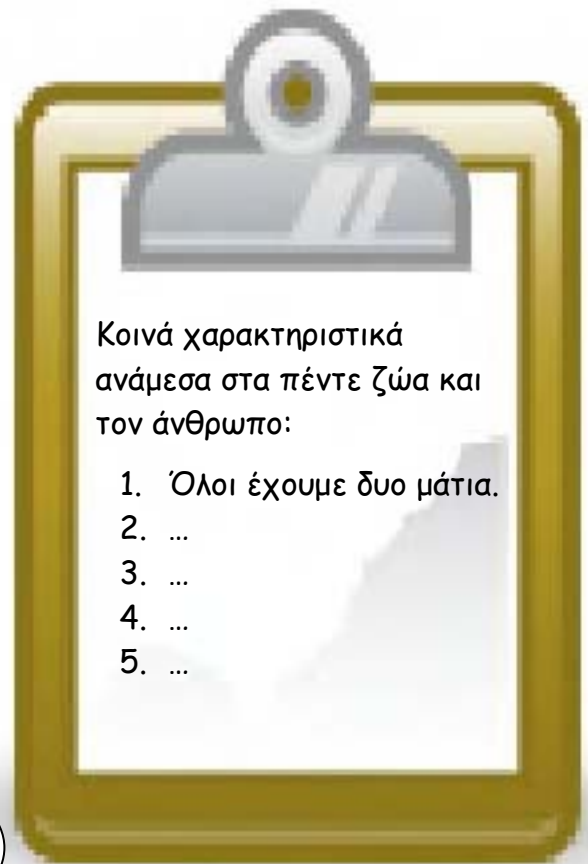 Κοινά χαρακτηριστικά
ανάμεσα στα πέντε ζώα και
τον άνθρωπο:
1. Όλοι έχουμε δυο μάτια.
2. ...
3. ...
4. ...
5. ...